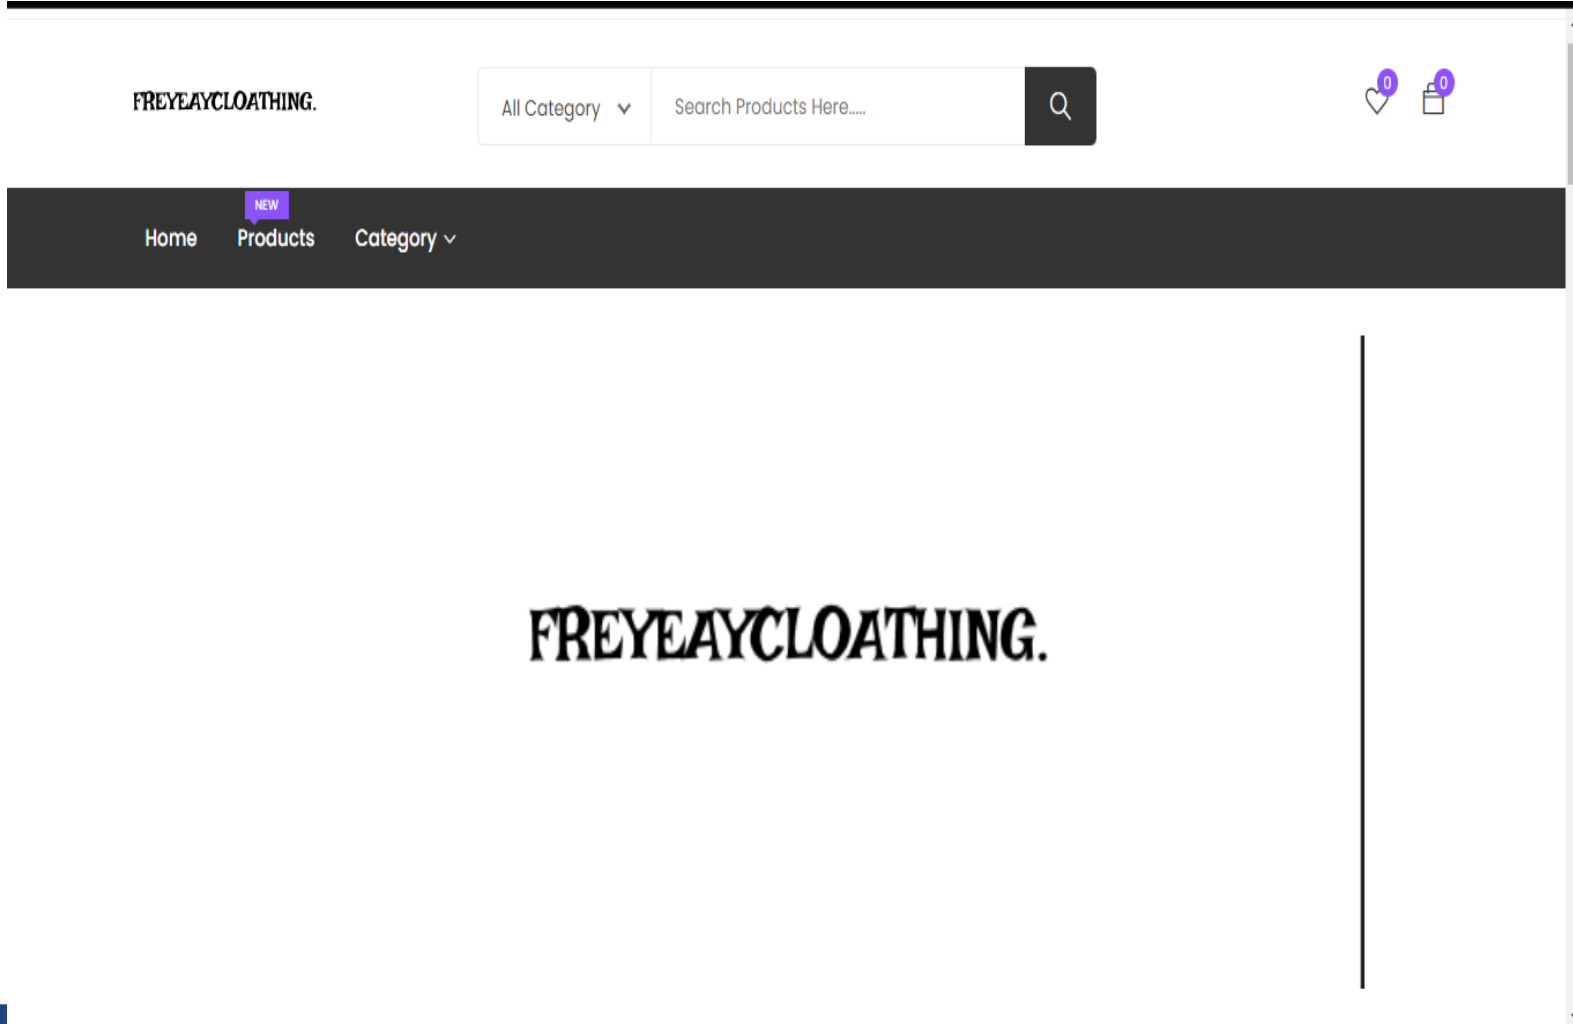 FREYEAYCLOATHING.
All Category
Search Products Here.....
0
0
NEW
Home
Products
Category
FREYEAYCLOATHING.